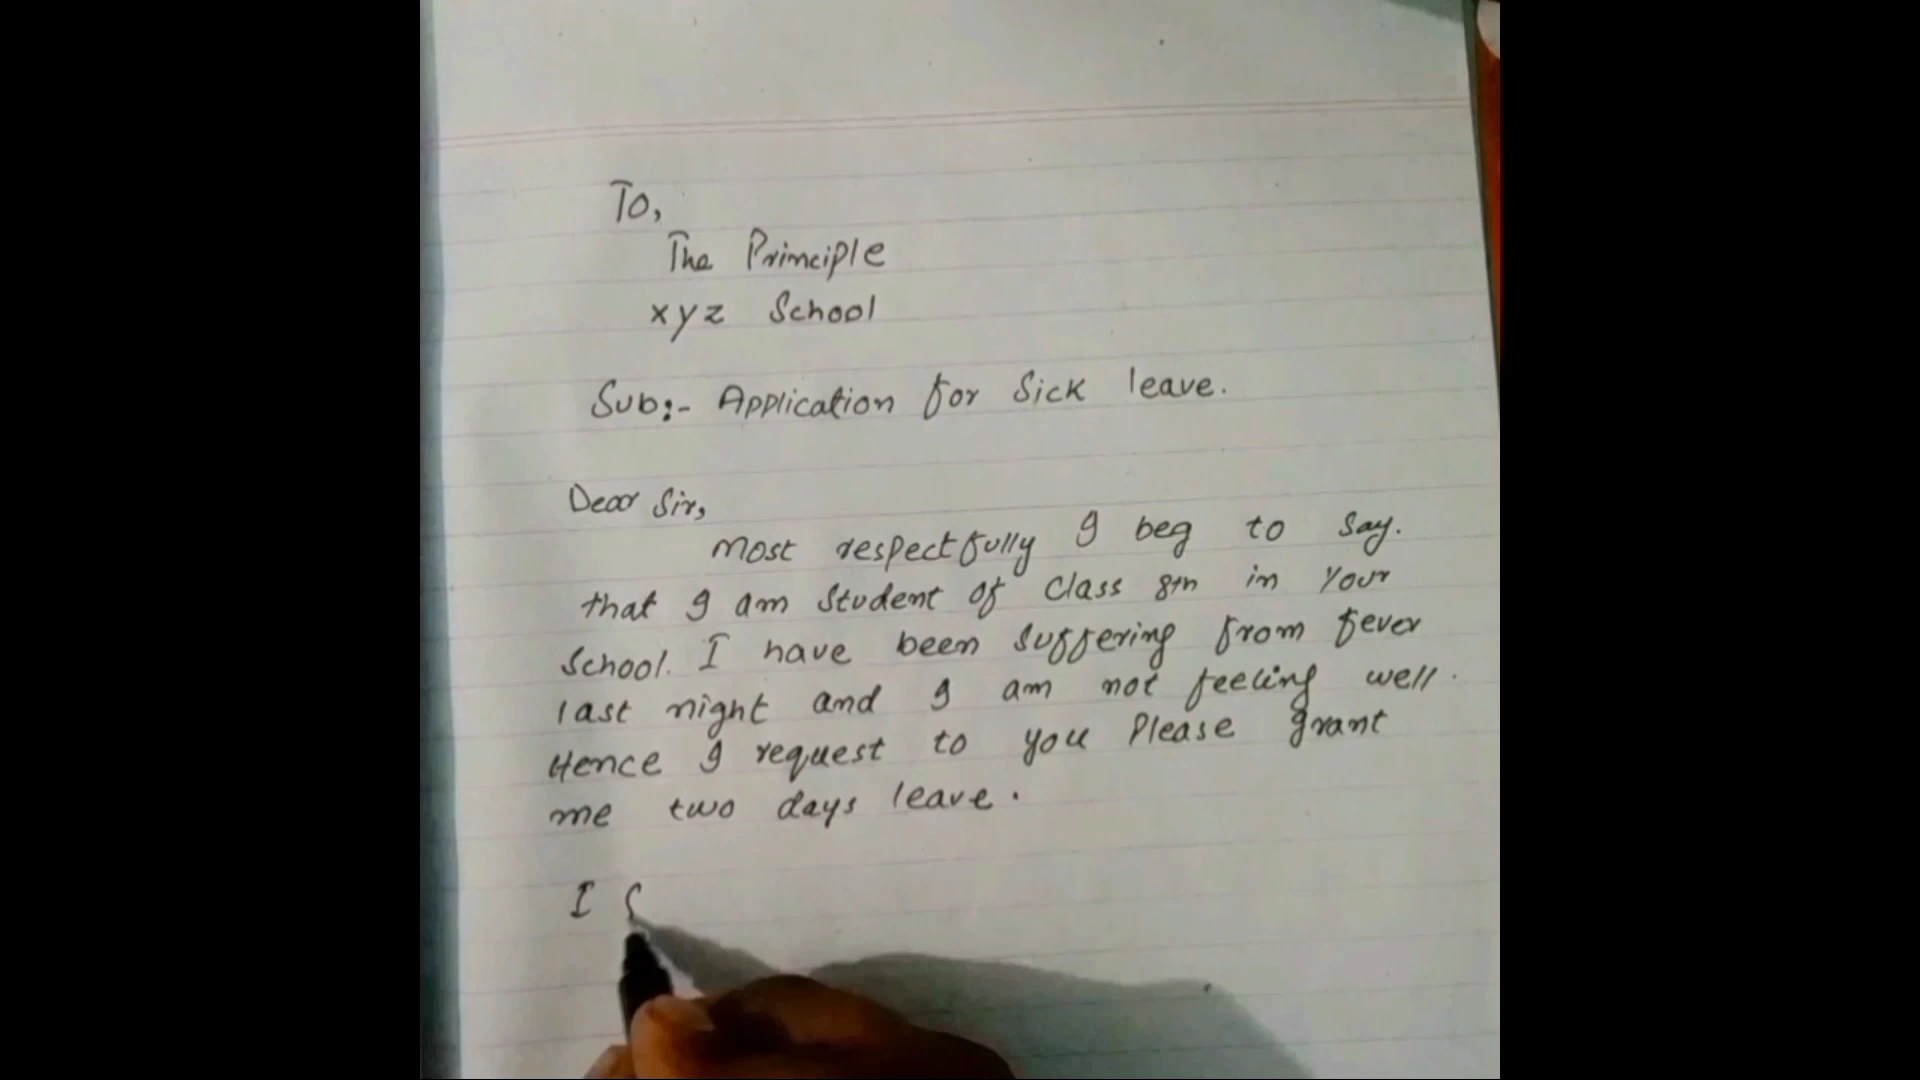 To,
The Principle
xyz School
Sub:- Application for Sick leave.
Dear Sir,
Most respectfully I beg to say.
that I am Student of Class 8th in Your
School. I have been suffering from fever
last night and I am not feeling well.
Hence I request to you Please grant
me two days leave.
I